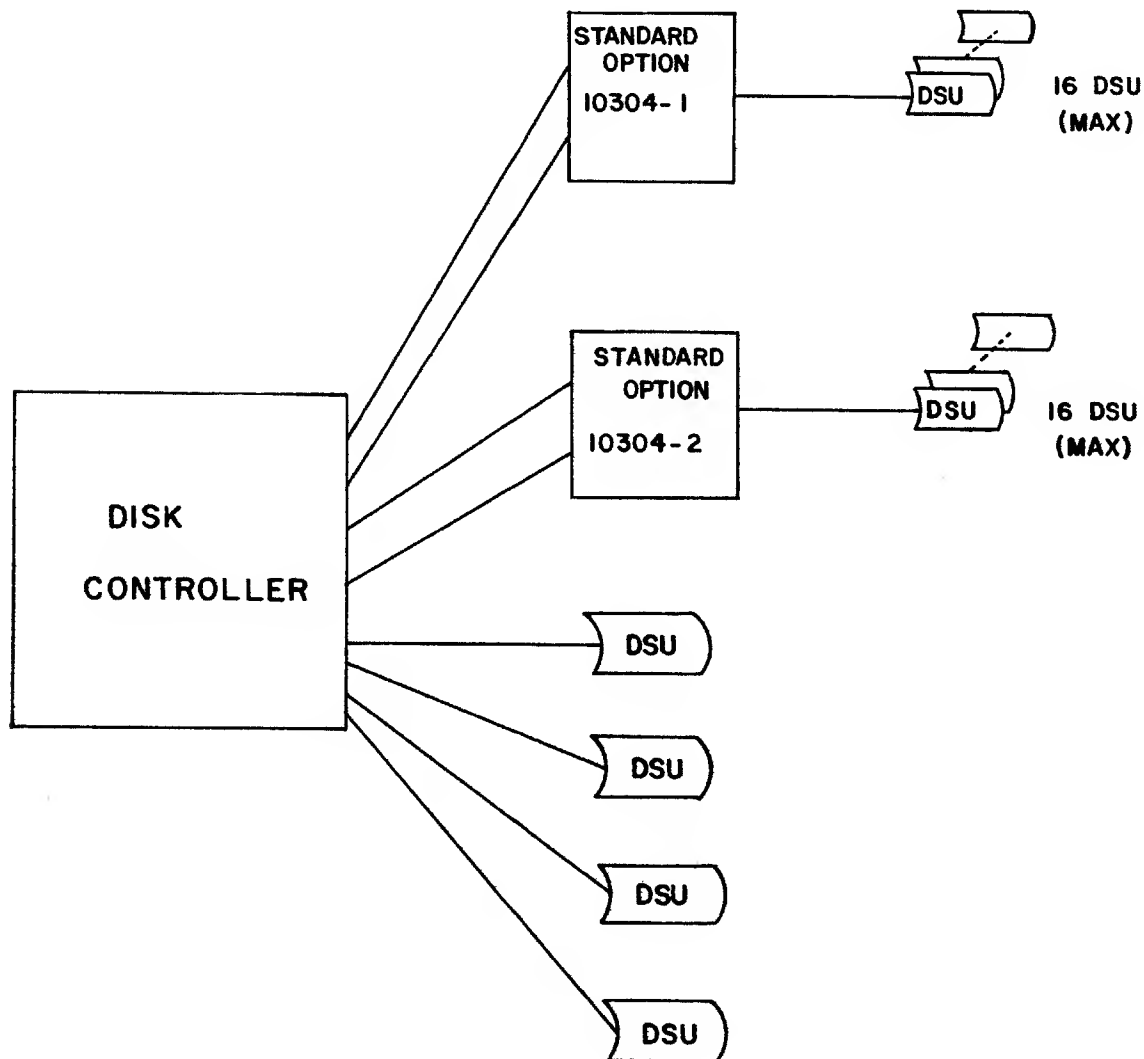 STANDARD
OPTION
10304-1
DSU
16 DSU
(MAX)
STANDARD
OPTION
10304-2
DSU
16 DSU
(MAX)
DISK
CONTROLLER
DSU
DSU
DSU
DSU